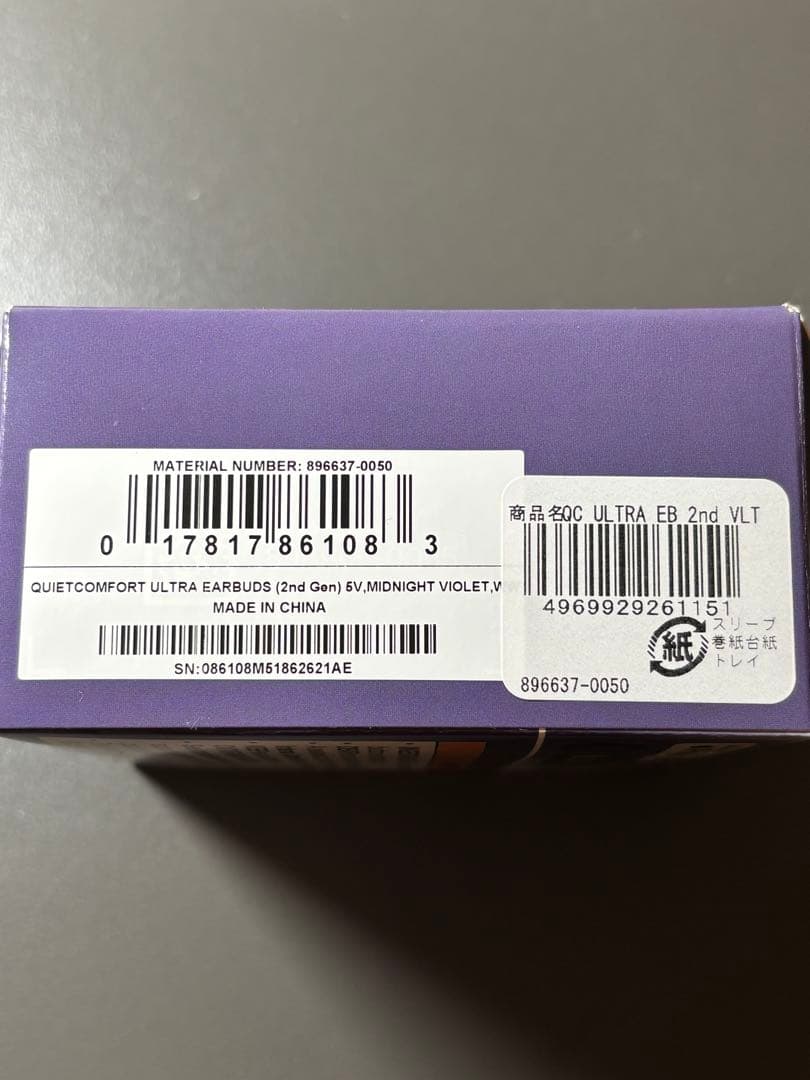 MATERIAL NUMBER: 896637-0050
0 17817 86108 3
QUIETCOMFORT ULTRA EARBUDS (2nd Gen) 5V,MIDNIGHT VIOLET,
MADE IN CHINA
SN:086108M51862621AE
商品名QC ULTRA EB 2nd VLT
4969929261151
紙
スリーブ
巻紙台紙
トレイ
896637-0050